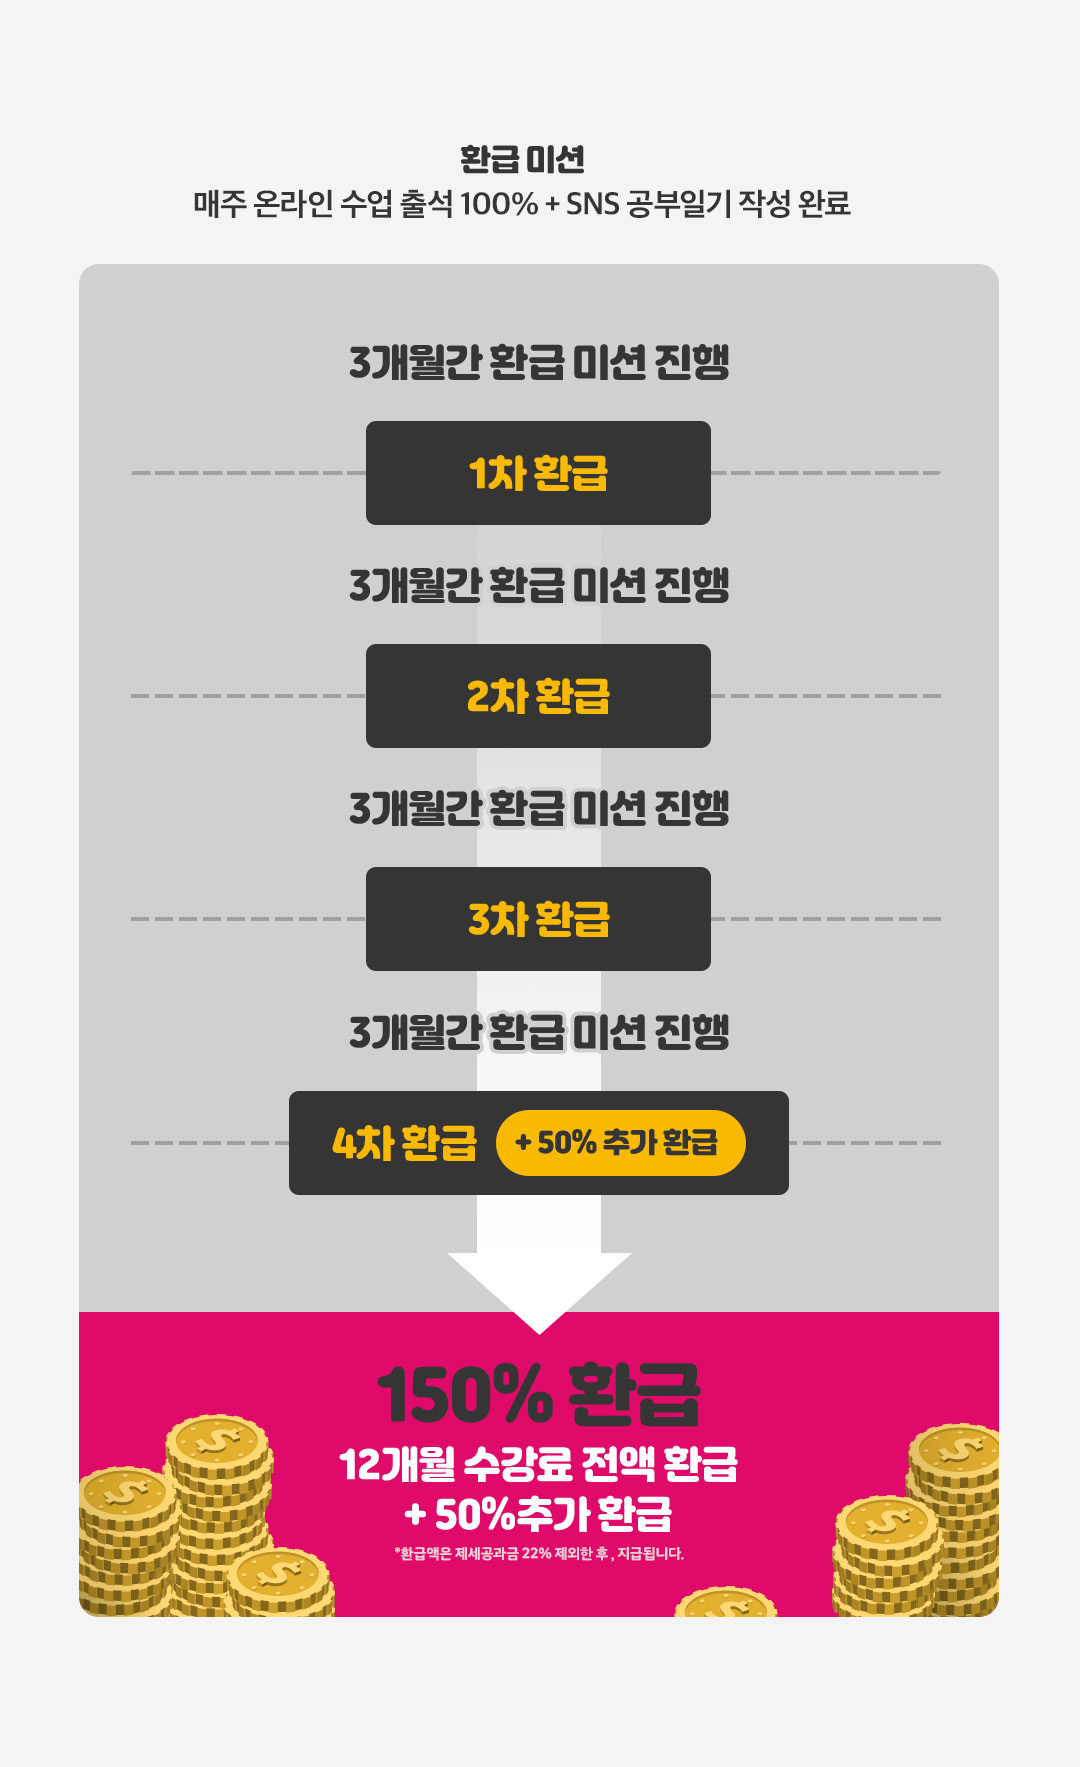 환급 미션
매주 온라인 수업 출석 100% + SNS 공부일기 작성 완료
3개월간 환급 미션 진행
1차 환급
3개월간 환급 미션 진행
2차 환급
3개월간 환급 미션 진행
3차 환급
3개월간 환급 미션 진행
4차 환급 + 50% 추가 환급
150% 환급
12개월 수강료 전액 환급
+ 50%추가 환급
*환급액은 제세공과금 22% 제외한 후, 지급됩니다.